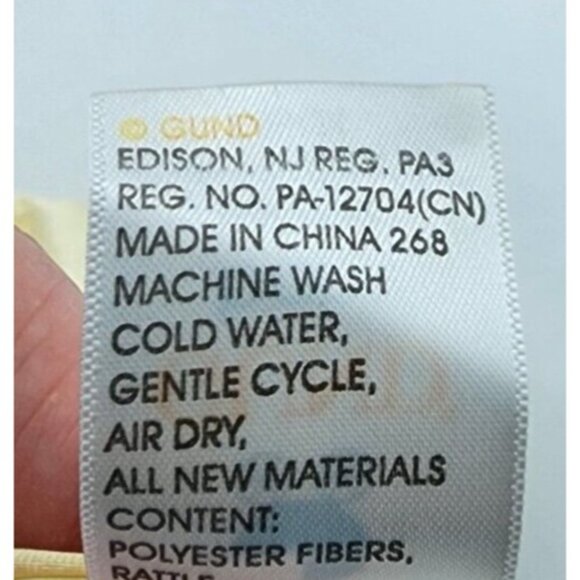 © GUND
EDISON, NJ REG. PA3
REG. NO. PA-12704(CN)
MADE IN CHINA 268
MACHINE WASH
COLD WATER,
GENTLE CYCLE,
AIR DRY,
ALL NEW MATERIALS
CONTENT:
POLYESTER FIBERS,
RATTLE